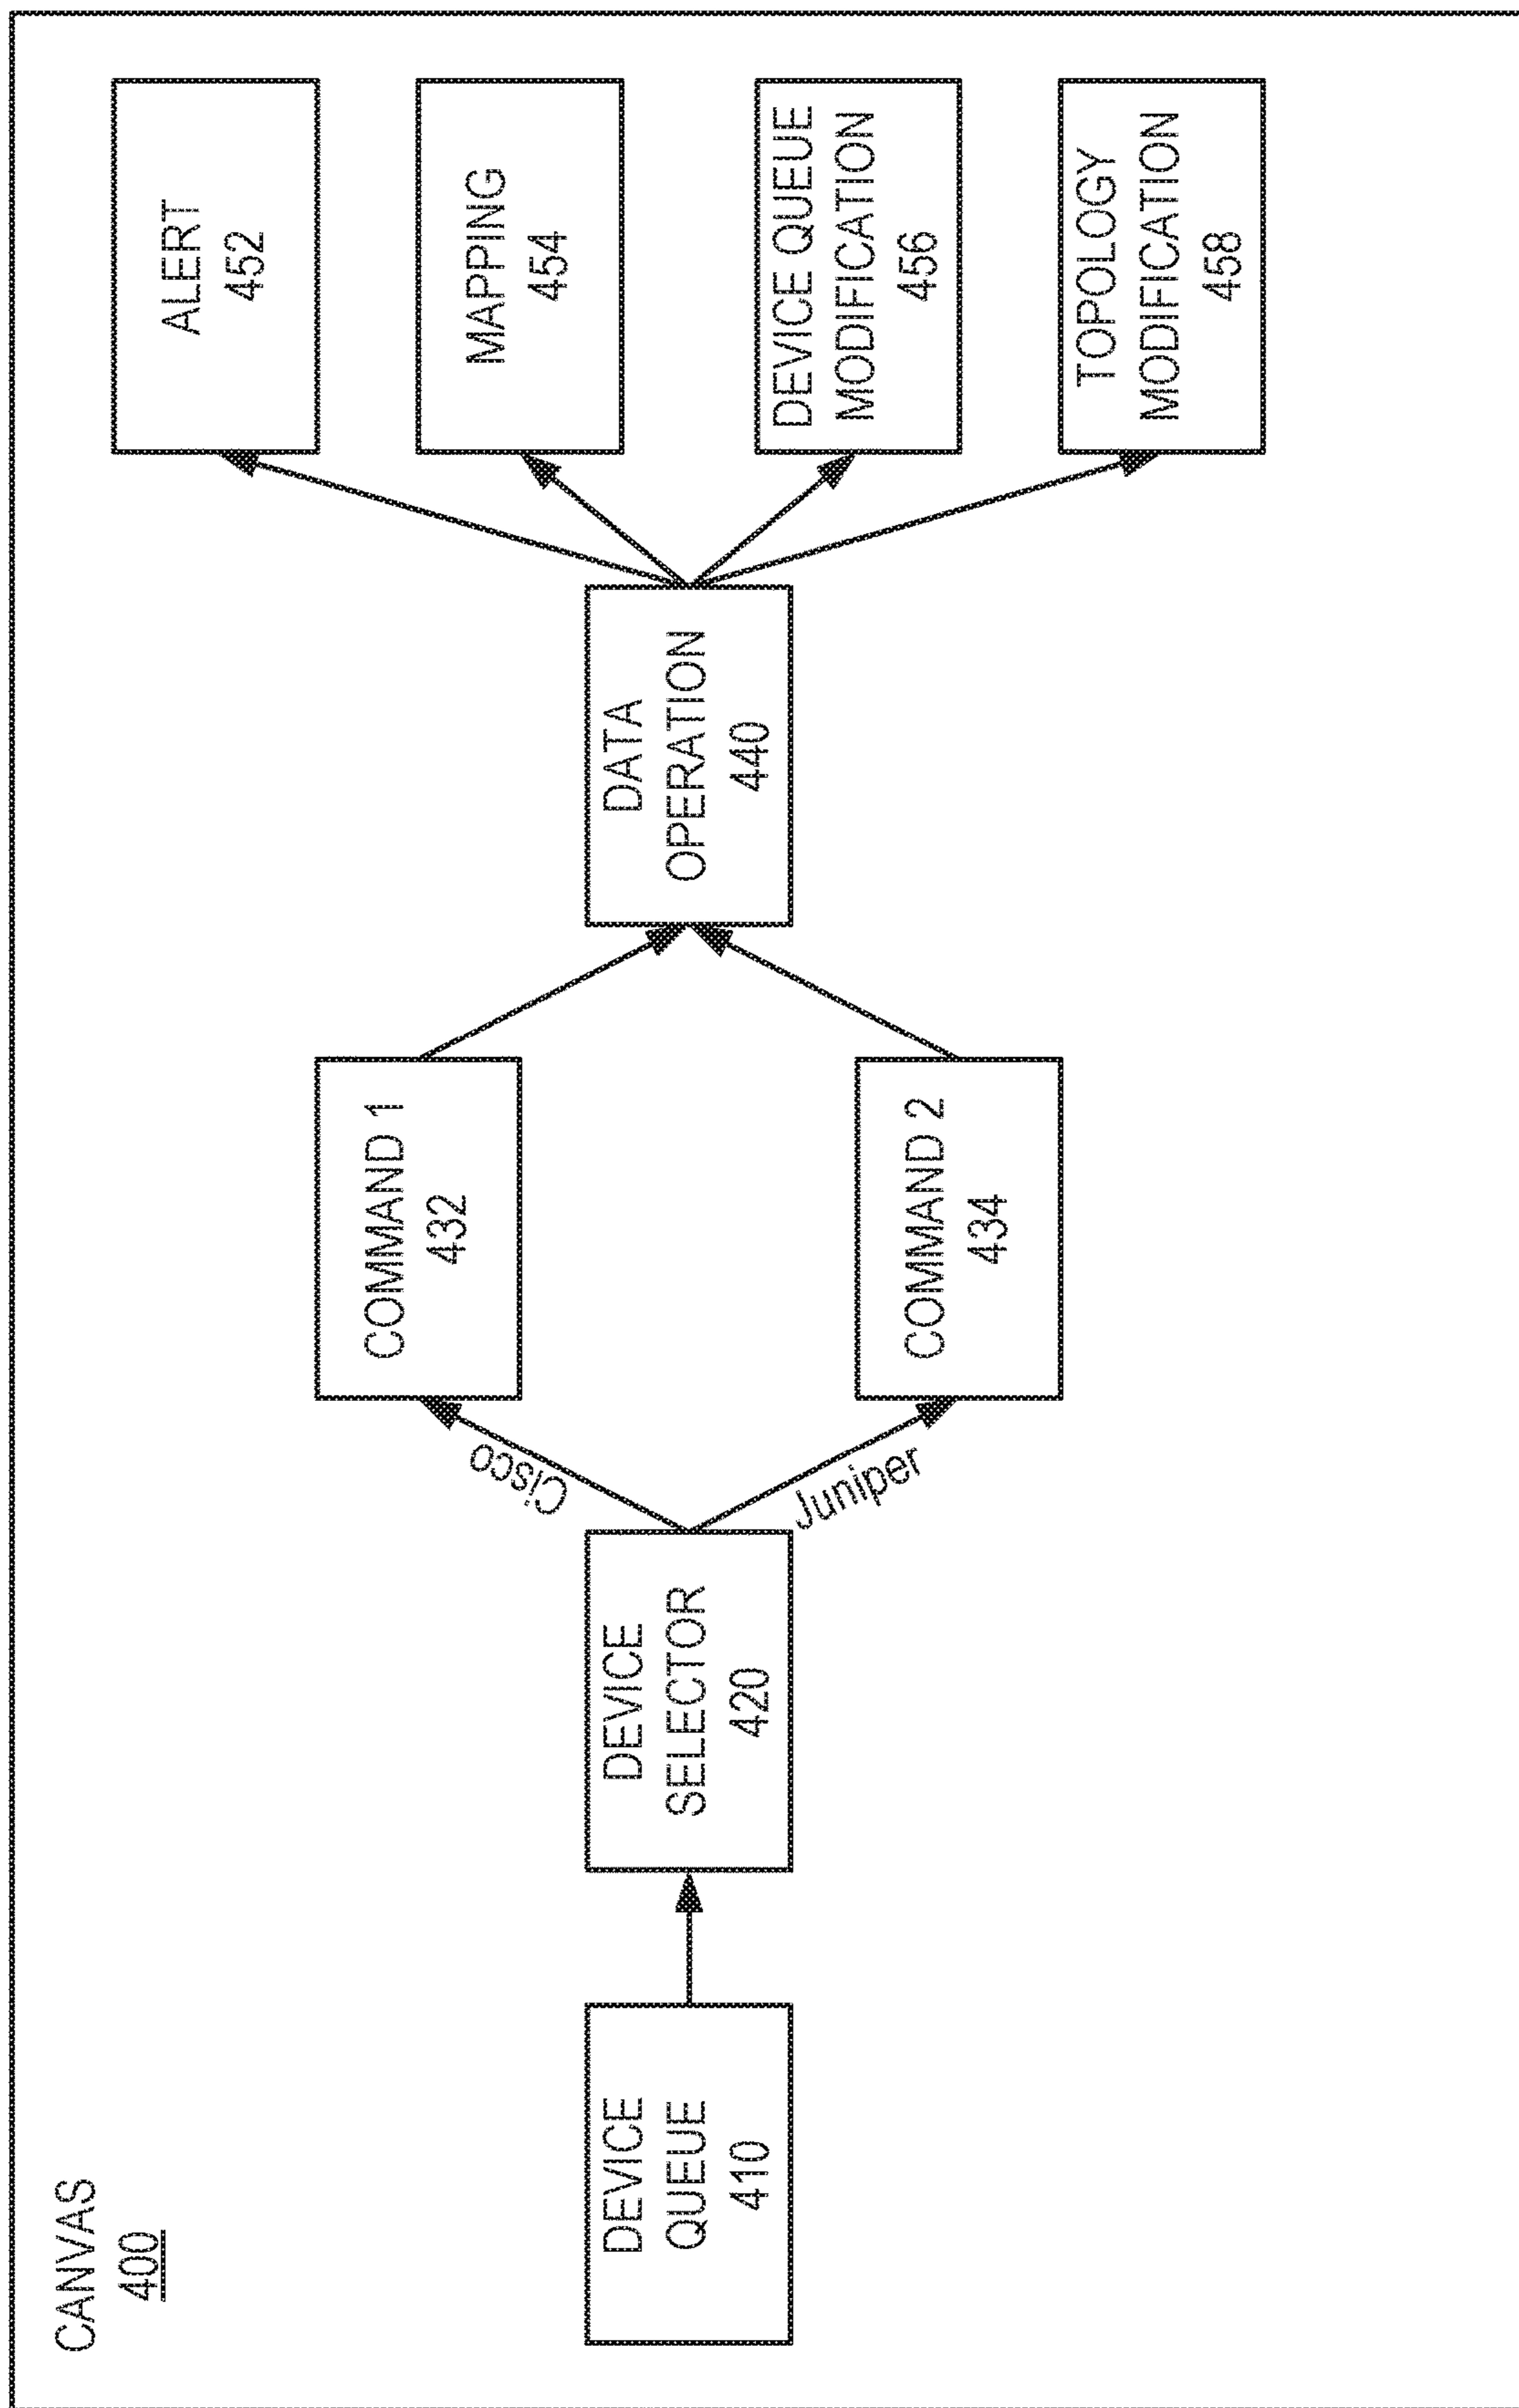 CANVAS
400
DEVICE
QUEUE
410
DEVICE
SELECTOR
420
Cisco
Juniper
COMMAND 1
432
COMMAND 2
434
DATA
OPERATION
440
ALERT
452
MAPPING
454
DEVICE QUEUE
MODIFICATION
456
TOPOLOGY
MODIFICATION
458